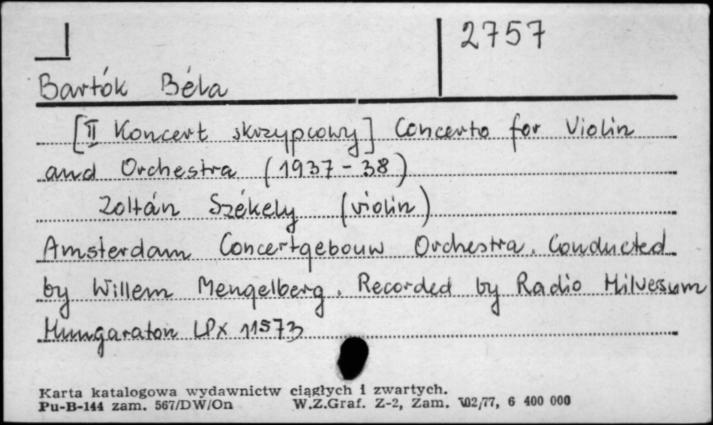 2757
Bartók Béla
[II Koncert skrzypcowy] Concerto for Violin
and Orchestra (1937-38)
Zoltán Székely (violin)
Amsterdam Concertgebouw Orchestra. Conducted
by Willem Mengelberg. Recorded by Radio Hilversum
Hungaraton LPX 11573
Karta katalogowa wydawnictw ciągłych i zwartych.
Pu-B-144 zam. 567/DW/On W.Z.Graf. Z-2, Zam. 102/77, 6 400 000